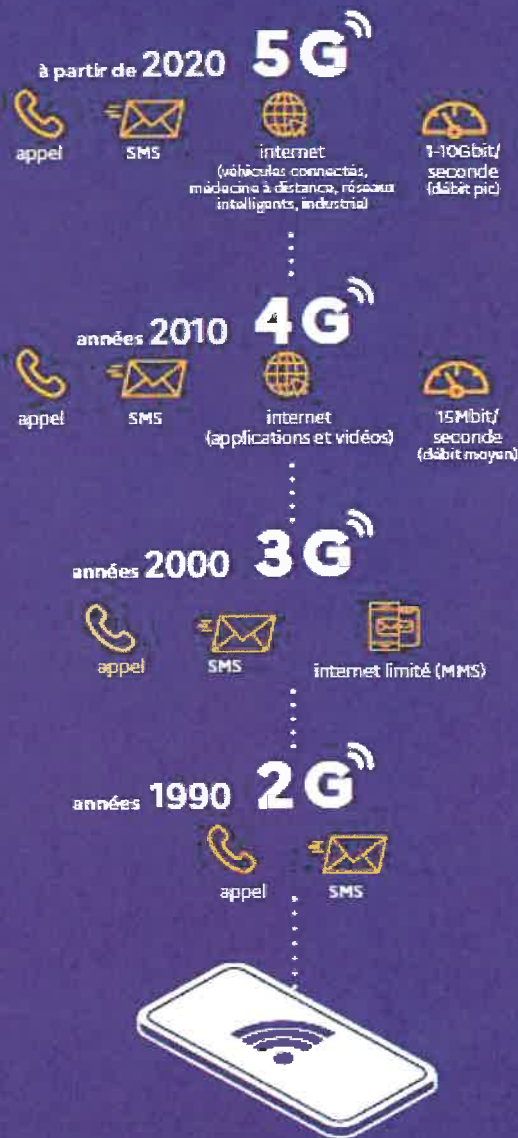 à partir de 2020 5G
appel
SMS
internet
(véhicules connectés,
médecine à distance, réseaux
intelligents, industrie)
1-10Gbit/
seconde
(débit pic)
années 2010 4G
appel
SMS
internet
(applications et vidéos)
15Mbit/
seconde
(débit moyen)
années 2000 3G
appel
SMS
internet limité (MMS)
années 1990 2G
appel
SMS